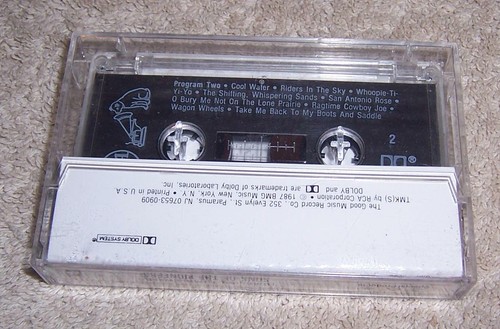 Program Two • Cool Water • Riders In The Sky • Whoopie-Ti-
Yi-Yo • The Shifting, Whispering Sands • San Antonio Rose •
O Bury Me Not On The Lone Prairie • Ragtime Cowboy Joe •
Wagon Wheels • Take Me Back To My Boots And Saddle
2
The Good Music Record Co., 352 Evelyn St., Paramus, NJ 07653-0909
TMK(S) by RCA Corporation • © 1987 BMG Music, New York, N.Y. • Printed in U.S.A.
DOLBY and are trademarks of Dolby Laboratories, Inc.
DOLBY SYSTEM